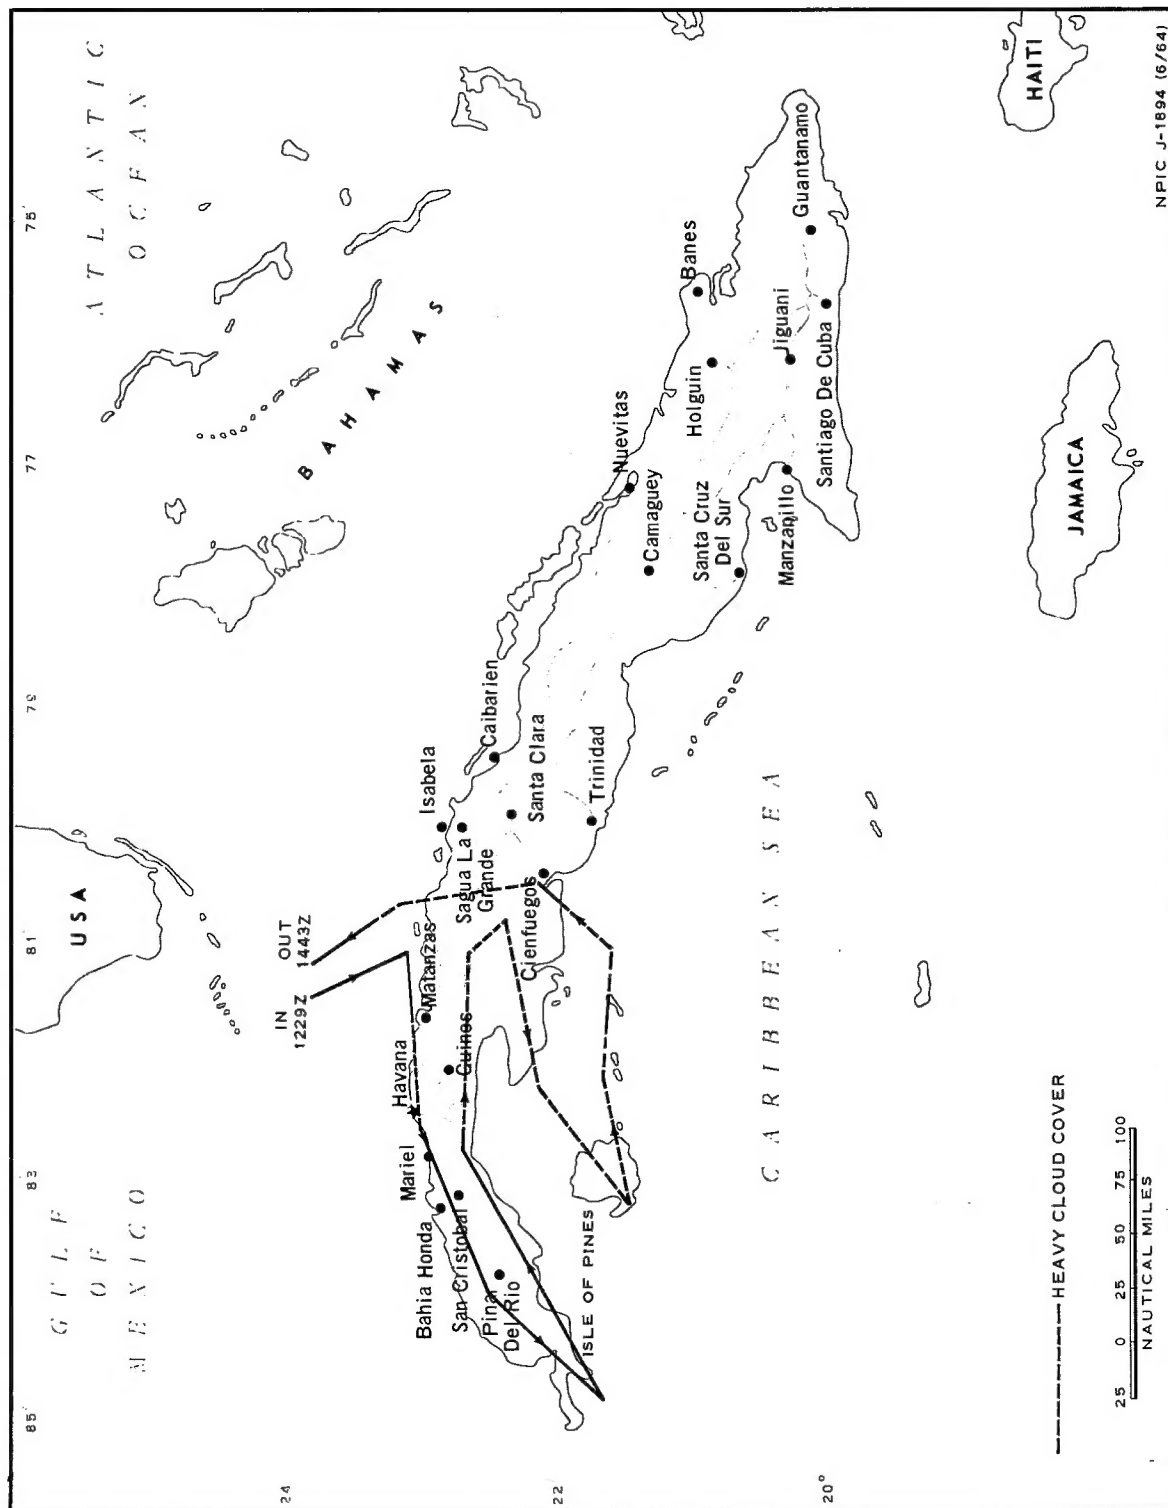 GULF
OF
MEXICO
ATLANTIC
OCEAN
USA
BAHAMAS
85
83
81
79
77
75
24
22
20°
IN
1229Z
OUT
1443Z
Havana
Matanzas
Guines
Mariel
Bahia Honda
San Cristobal
Pinar
Del Rio
ISLE OF PINES
Isabela
Sagua La
Grande
Caibarien
Santa Clara
Cienfuegos
Trinidad
Nuevitas
Camaguey
Santa Cruz
Del Sur
Holguin
Banes
Manzanillo
Jiguani
Santiago De Cuba
Guantanamo
CARIBBEAN SEA
JAMAICA
HAITI
HEAVY CLOUD COVER
25 0 25 50 75 100
NAUTICAL MILES
NPIC J-1894 (6/64)